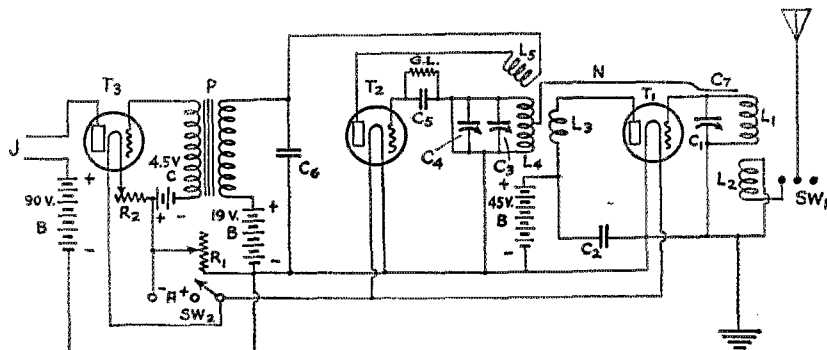 L5
G.L.
N
C7
T3
P
T2
T1
J
C5
L3
C1
L1
4.5V
C
C4
C3
L4
C6
L2
+
+
SW1
90 V.
B
R2
+ -
19 V.
B
+
45V.
B
-
-
R1
-
-
C2
- A +
SW2